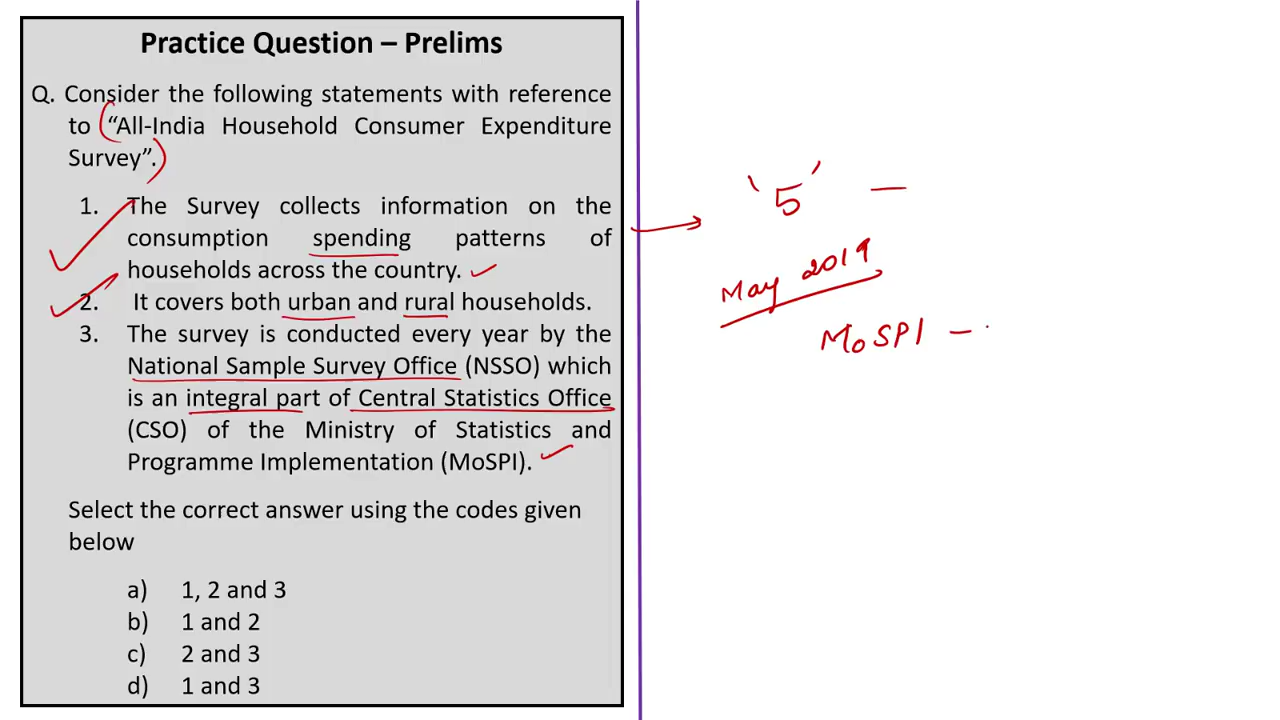 Practice Question – Prelims
Q. Consider the following statements with reference
to “All-India Household Consumer Expenditure
Survey”.
1. The Survey collects information on the
consumption spending patterns of
households across the country.
2. It covers both urban and rural households.
3. The survey is conducted every year by the
National Sample Survey Office (NSSO) which
is an integral part of Central Statistics Office
(CSO) of the Ministry of Statistics and
Programme Implementation (MoSPI).
Select the correct answer using the codes given
below
a) 1, 2 and 3
b) 1 and 2
c) 2 and 3
d) 1 and 3
‘5’ —
May 2019
MoSPI –